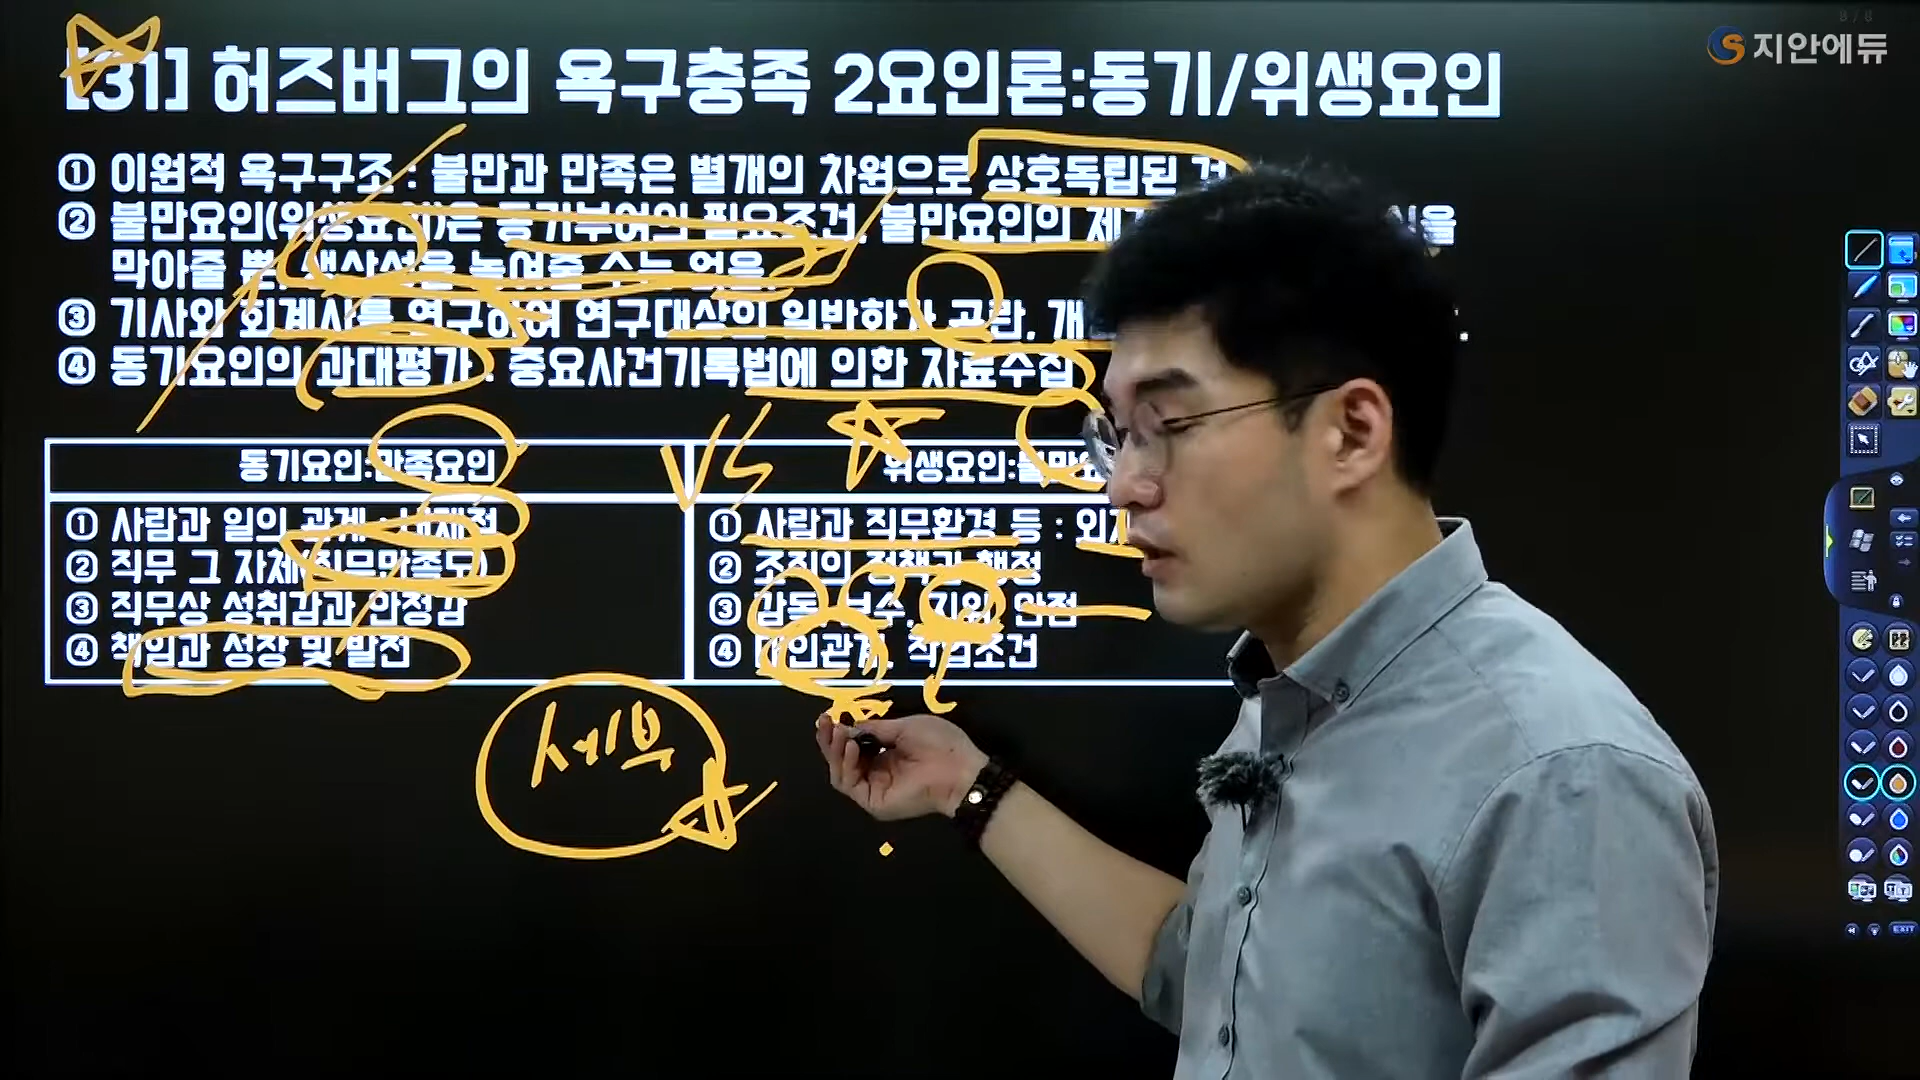 8 / 8
지안에듀
[31] 허즈버그의 욕구충족 2요인론:동기/위생요인
① 이원적 욕구구조 : 불만과 만족은 별개의 차원으로 상호독립된 것
② 불만요인(위생요인)은 동기부여의 필요조건, 불만요인의 제
막아줄 뿐 생산성을 높여줄 수는 없음
③ 기사와 회계사를 연구하여 연구대상의 일반화가 곤란, 개
④ 동기요인의 과대평가 : 중요사건기록법에 의한 자료수집
VS
동기요인:만족요인
위생요인:불만요
① 사람과 일의 관계 : 내재적
② 직무 그 자체(직무만족도)
③ 직무상 성취감과 안정감
④ 책임과 성장 및 발전
① 사람과 직무환경 등 : 외
② 조직의 정책과 행정
③ 감독, 보수, 지위, 안전
④ 대인관계, 작업조건
EXIT